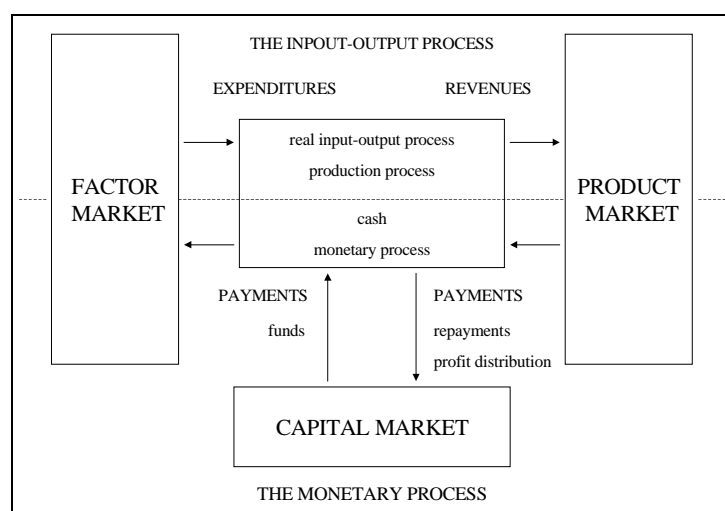 THE INPOUT-OUTPUT PROCESS
EXPENDITURES
REVENUES
real input-output process
production process
FACTOR
MARKET
PRODUCT
MARKET
cash
monetary process
PAYMENTS
funds
PAYMENTS
repayments
profit distribution
CAPITAL MARKET
THE MONETARY PROCESS